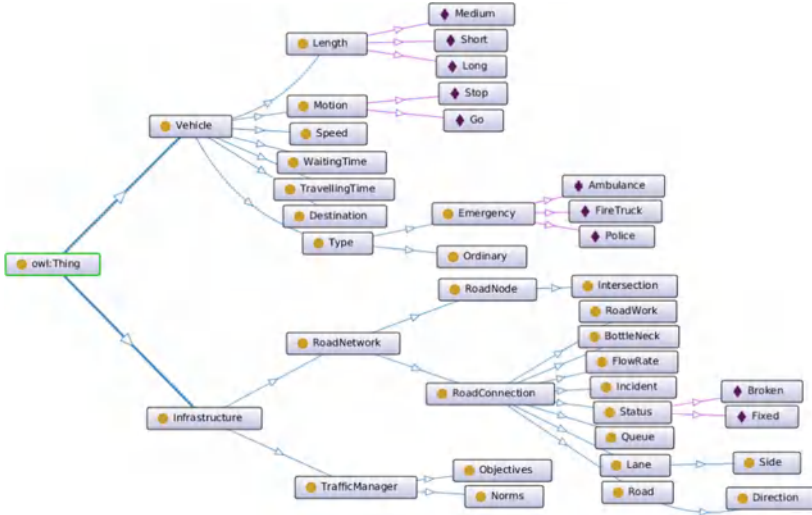 Medium
Length
Short
Long
Stop
Motion
Go
Vehicle
Speed
WaitingTime
TravellingTime
Ambulance
Destination
Emergency
FireTruck
Type
Police
Ordinary
owl:Thing
RoadNode
Intersection
RoadWork
RoadNetwork
BottleNeck
FlowRate
RoadConnection
Incident
Broken
Status
Fixed
Infrastructure
Queue
Lane
Side
Objectives
TrafficManager
Road
Norms
Direction